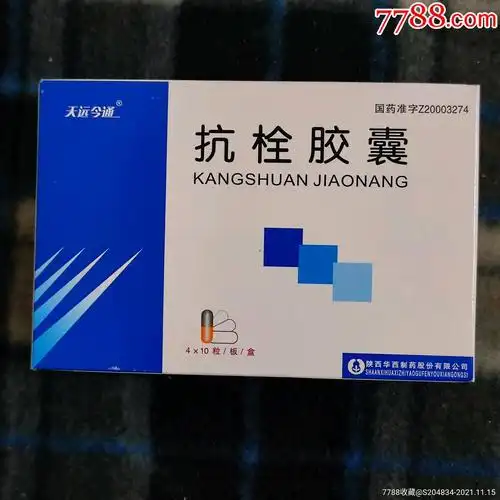 7788.com
天远今通®
国药准字Z20003274
抗栓胶囊
KANGSHUAN JIAONANG
4×10粒/板/盒
陕西华西制药股份有限公司
SHAANXIHUAXIZHIYAOGUFENYOUXIANGONGSI
7788收藏@S204834-2021.11.15